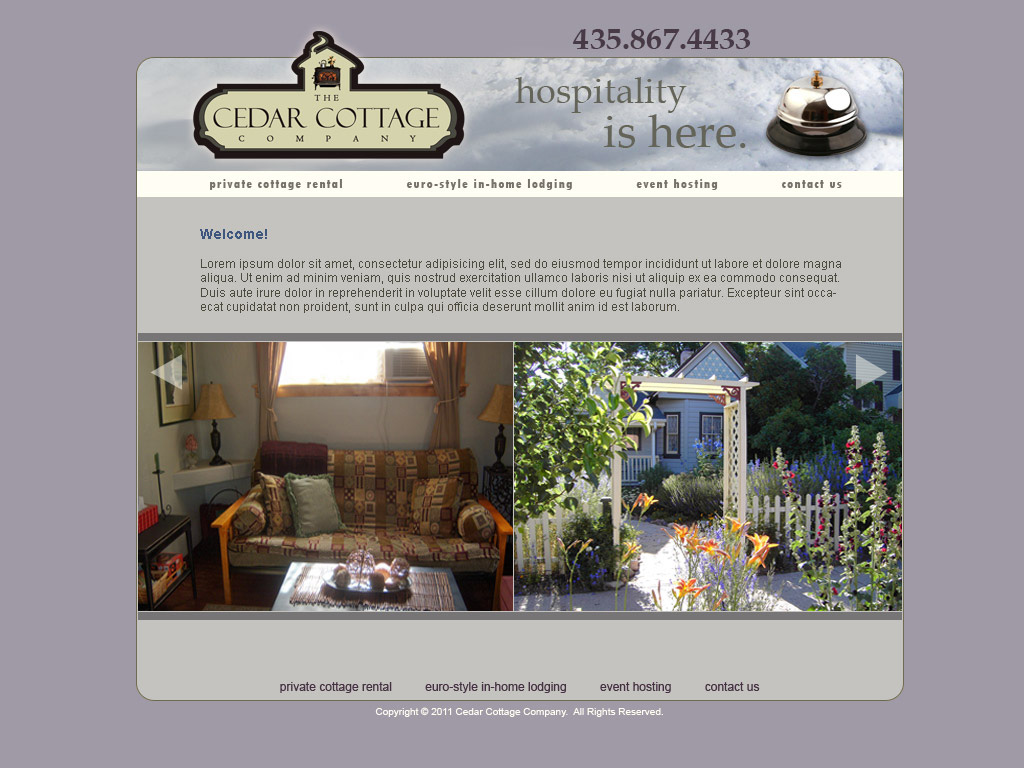 435.867.4433
THE
CEDAR COTTAGE
COMPANY
hospitality
is here.
private cottage rental euro-style in-home lodging event hosting contact us
Welcome!
Lorem ipsum dolor sit amet, consectetur adipisicing elit, sed do eiusmod tempor incididunt ut labore et dolore magna
aliqua. Ut enim ad minim veniam, quis nostrud exercitation ullamco laboris nisi ut aliquip ex ea commodo consequat.
Duis aute irure dolor in reprehenderit in voluptate velit esse cillum dolore eu fugiat nulla pariatur. Excepteur sint occa-
ecat cupidatat non proident, sunt in culpa qui officia deserunt mollit anim id est laborum.
private cottage rental euro-style in-home lodging event hosting contact us
Copyright © 2011 Cedar Cottage Company. All Rights Reserved.